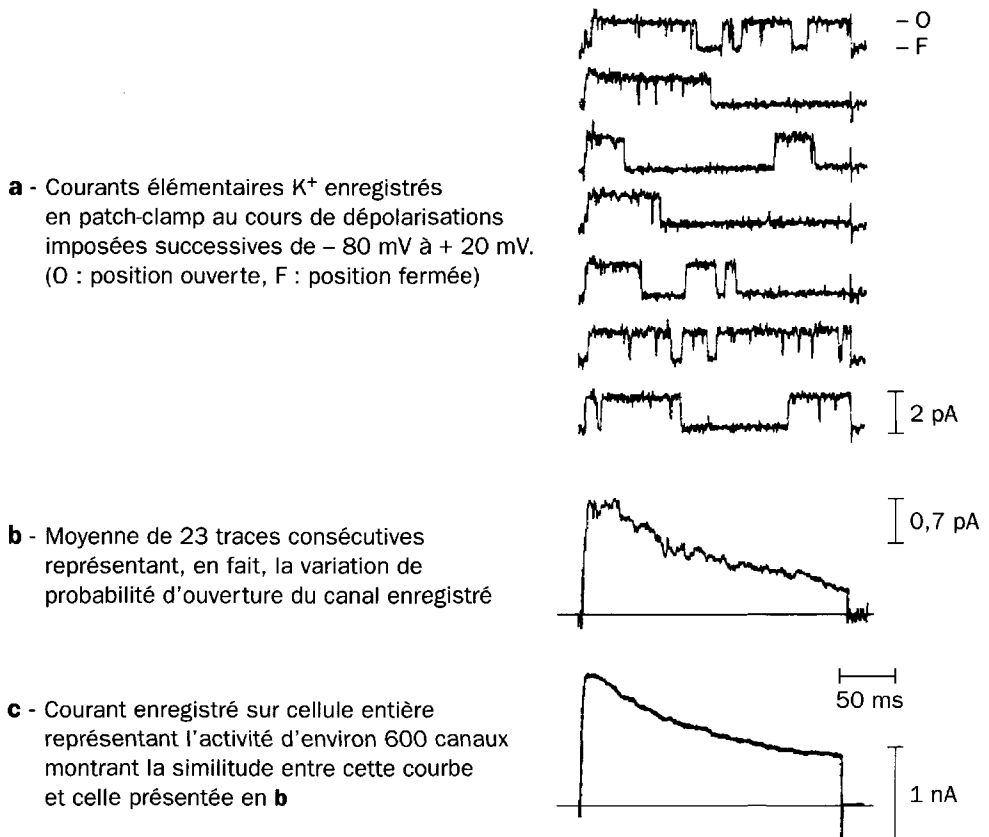 – O
– F
a - Courants élémentaires K+ enregistrés
en patch-clamp au cours de dépolarisations
imposées successives de – 80 mV à + 20 mV.
(O : position ouverte, F : position fermée)
2 pA
b - Moyenne de 23 traces consécutives
représentant, en fait, la variation de
probabilité d'ouverture du canal enregistré
0,7 pA
50 ms
c - Courant enregistré sur cellule entière
représentant l'activité d'environ 600 canaux
montrant la similitude entre cette courbe
et celle présentée en b
1 nA